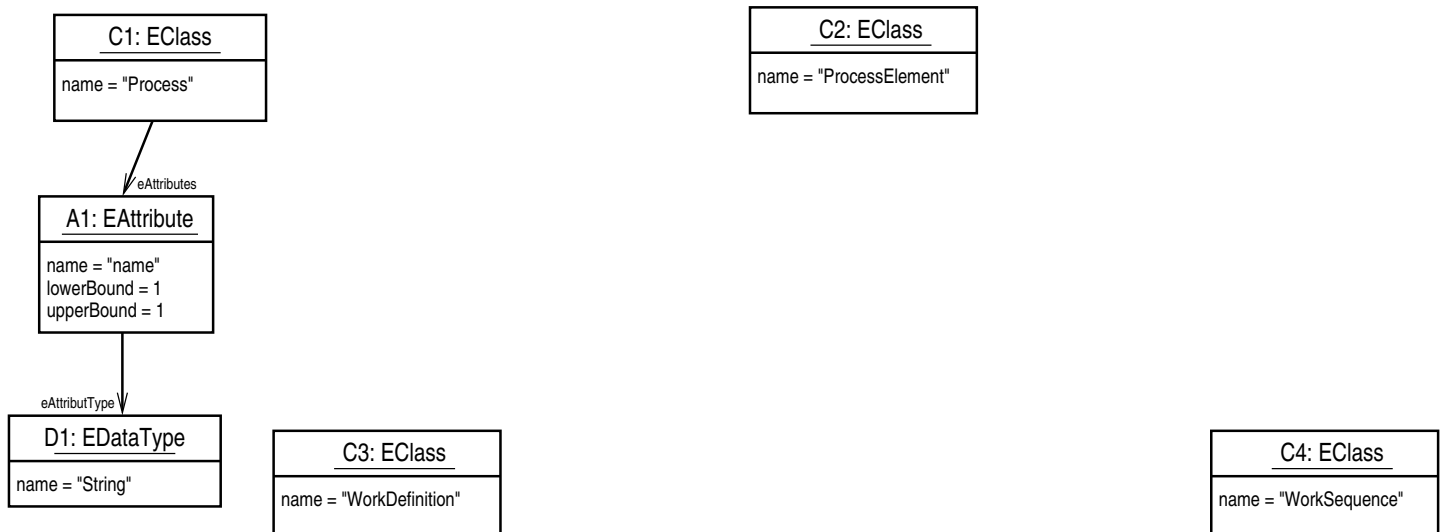 C1: EClass
name = "Process"
C2: EClass
name = "ProcessElement"
eAttributes
A1: EAttribute
name = "name"
lowerBound = 1
upperBound = 1
eAttributType
D1: EDataType
name = "String"
C3: EClass
name = "WorkDefinition"
C4: EClass
name = "WorkSequence"